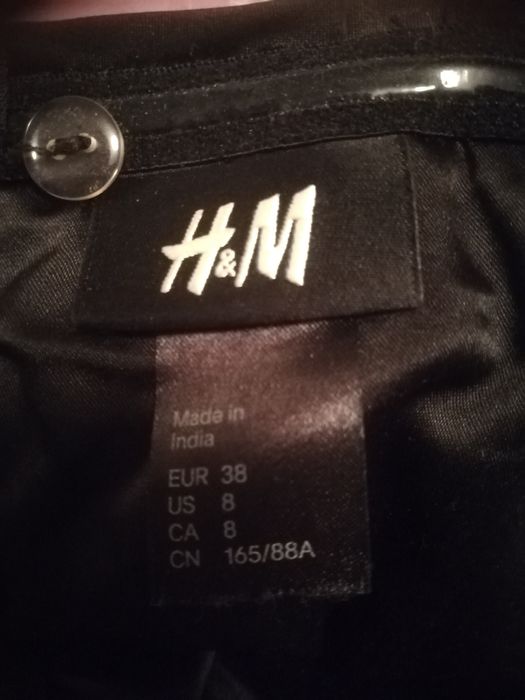 H&M
Made in
India
EUR 38
US 8
CA 8
CN 165/88A